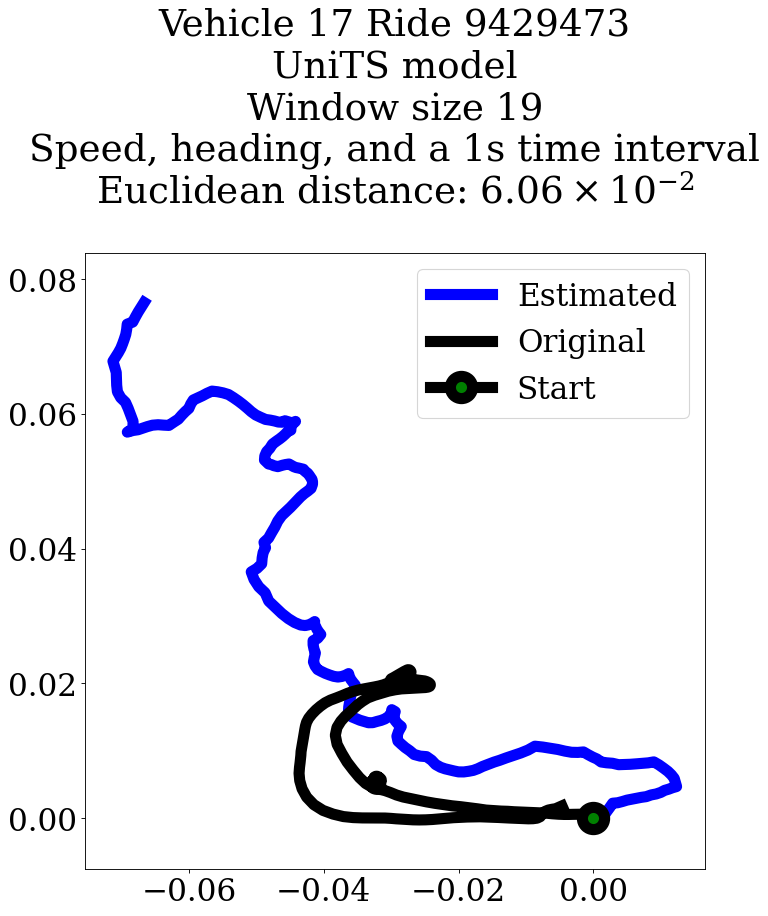 Vehicle 17 Ride 9429473
UniTS model
Window size 19
Speed, heading, and a 1s time interval
Euclidean distance: 6.06 × 10⁻²
Estimated
Original
Start
0.08
0.06
0.04
0.02
0.00
−0.06 −0.04 −0.02 0.00